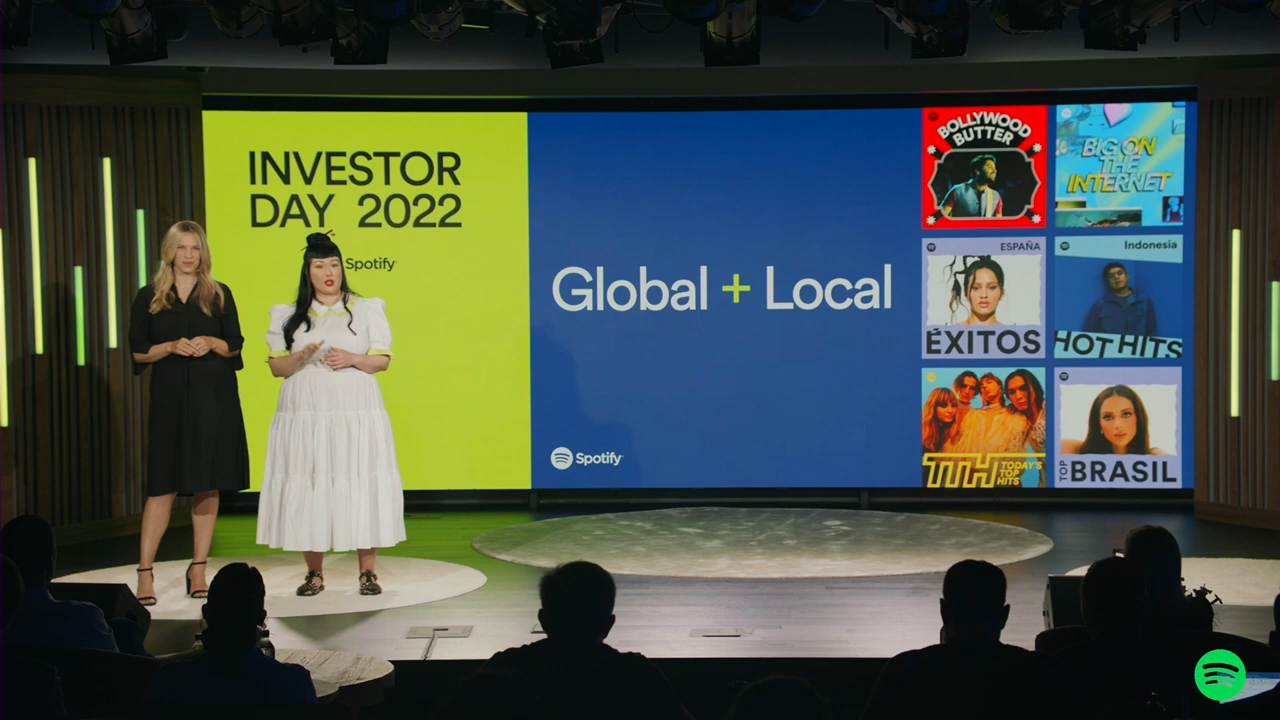 INVESTOR
DAY 2022
Spotify
Global + Local
Spotify
BOLLYWOOD
BUTTER
BIG ON
THE
INTERNET
ESPAÑA
ÉXITOS
Indonesia
HOT HITS
TTH TODAY'S
TOP
HITS
TOP BRASIL